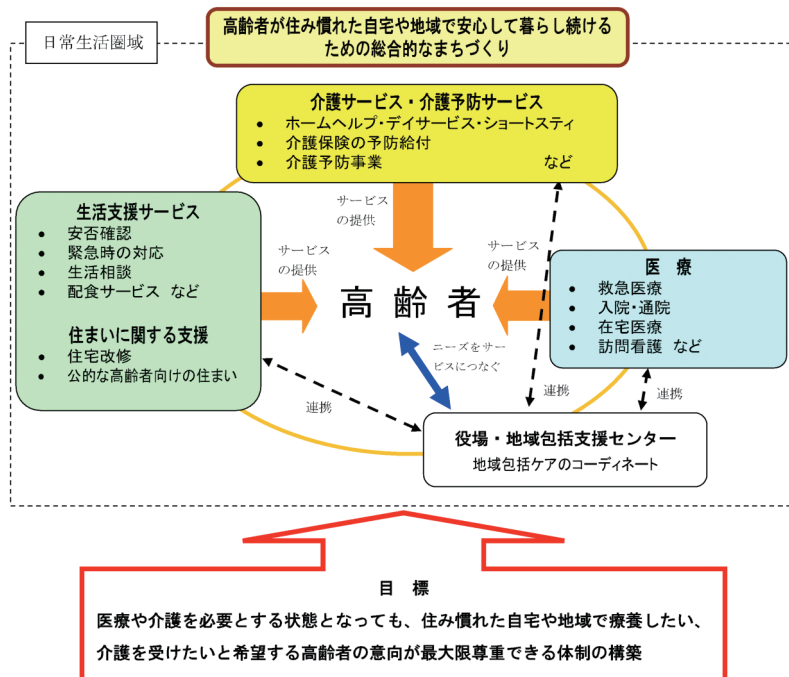 高齢者が住み慣れた自宅や地域で安心して暮らし続ける
ための総合的なまちづくり
日常生活圏域
介護サービス・介護予防サービス
• ホームヘルプ・デイサービス・ショートスティ
• 介護保険の予防給付
• 介護予防事業 など
サービス
の提供
生活支援サービス
• 安否確認
• 緊急時の対応
• 生活相談
• 配食サービス など
住まいに関する支援
• 住宅改修
• 公的な高齢者向けの住まい
サービス
の提供
高齢者
サービス
の提供
医 療
• 救急医療
• 入院・通院
• 在宅医療
• 訪問看護 など
ニーズをサー
ビスにつなぐ
連携
連携
役場・地域包括支援センター
地域包括ケアのコーディネート
目 標
医療や介護を必要とする状態となっても、住み慣れた自宅や地域で療養したい、
介護を受けたいと希望する高齢者の意向が最大限尊重できる体制の構築